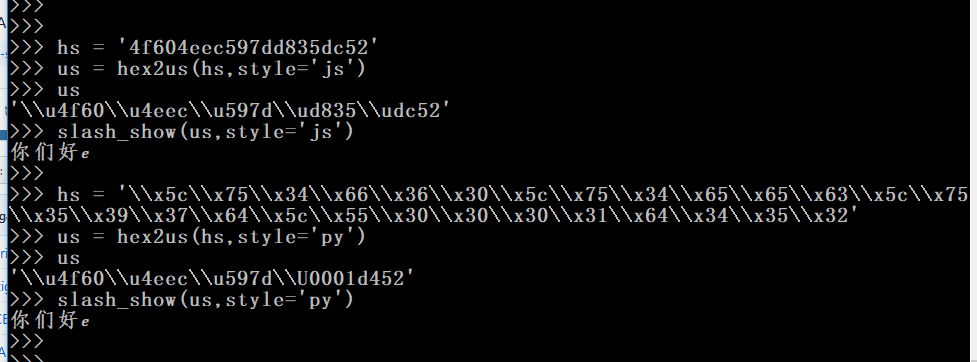 >>>
>>>
>>> hs = '4f604eec597dd835dc52'
>>> us = hex2us(hs,style='js')
>>> us
'\\u4f60\\u4eec\\u597d\\ud835\\udc52'
>>> slash_show(us,style='js')
你们好𝑒
>>>
>>> hs = '\\x5c\\x75\\x34\\x66\\x36\\x30\\x5c\\x75\\x34\\x65\\x65\\x63\\x5c\\x75
\\x35\\x39\\x37\\x64\\x5c\\x55\\x30\\x30\\x30\\x31\\x64\\x34\\x35\\x32'
>>> us = hex2us(hs,style='py')
>>> us
'\\u4f60\\u4eec\\u597d\\U0001d452'
>>> slash_show(us,style='py')
你们好𝑒
>>>
>>>